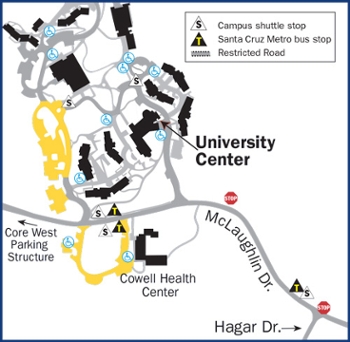 S Campus shuttle stop
T Santa Cruz Metro bus stop
Restricted Road
S
S
University
Center
T
S
STOP
T
S
Core West
Parking
Structure
McLaughlin Dr.
Cowell Health
Center
T
S
STOP
Hagar Dr.